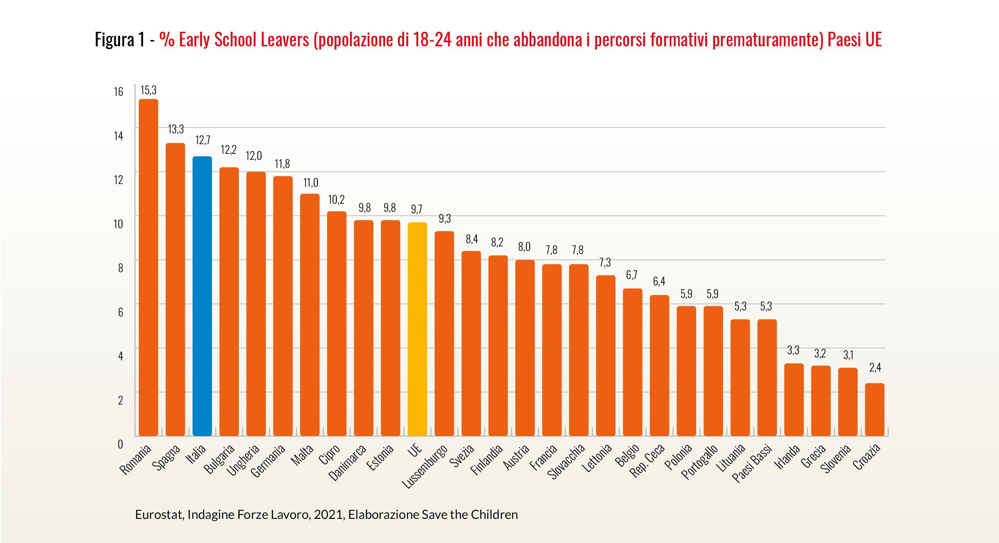 Figura 1 - % Early School Leavers (popolazione di 18-24 anni che abbandona i percorsi formativi prematuramente) Paesi UE
16
14
12
10
8
6
4
2
0
15,3
13,3
12,7
12,2
12,0
11,8
11,0
10,2
9,8
9,8
9,7
9,3
8,4
8,2
8,0
7,8
7,8
7,3
6,7
6,4
5,9
5,9
5,3
5,3
3,3
3,2
3,1
2,4
Romania
Spagna
Italia
Bulgaria
Ungheria
Germania
Malta
Cipro
Danimarca
Estonia
UE
Lussemburgo
Svezia
Finlandia
Austria
Francia
Slovacchia
Lettonia
Belgio
Rep. Ceca
Polonia
Portogallo
Lituania
Paesi Bassi
Irlanda
Grecia
Slovenia
Croazia
Eurostat, Indagine Forze Lavoro, 2021, Elaborazione Save the Children